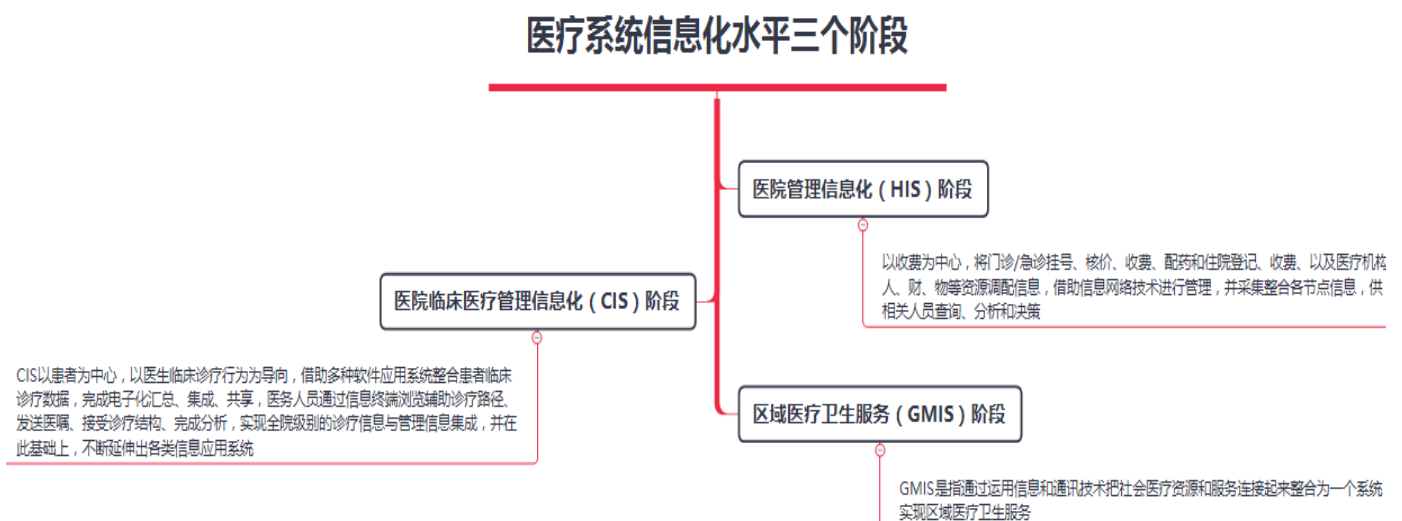 医疗系统信息化水平三个阶段
医院管理信息化（HIS）阶段
以收费为中心，将门诊/急诊挂号、核价、收费、配药和住院登记、收费、以及医疗机构
人、财、物等资源调配信息，借助信息网络技术进行管理，并采集整合各节点信息，供
相关人员查询、分析和决策
医院临床医疗管理信息化（CIS）阶段
CIS以患者为中心，以医生临床诊疗行为为导向，借助多种软件应用系统整合患者临床
诊疗数据，完成电子化汇总、集成、共享，医务人员通过信息终端浏览辅助诊疗路径、
发送医嘱、接受诊疗结构、完成分析，实现全院级别的诊疗信息与管理信息集成，并在
此基础上，不断延伸出各类信息应用系统
区域医疗卫生服务（GMIS）阶段
GMIS是指通过运用信息和通讯技术把社会医疗资源和服务连接起来整合为一个系统
实现区域医疗卫生服务